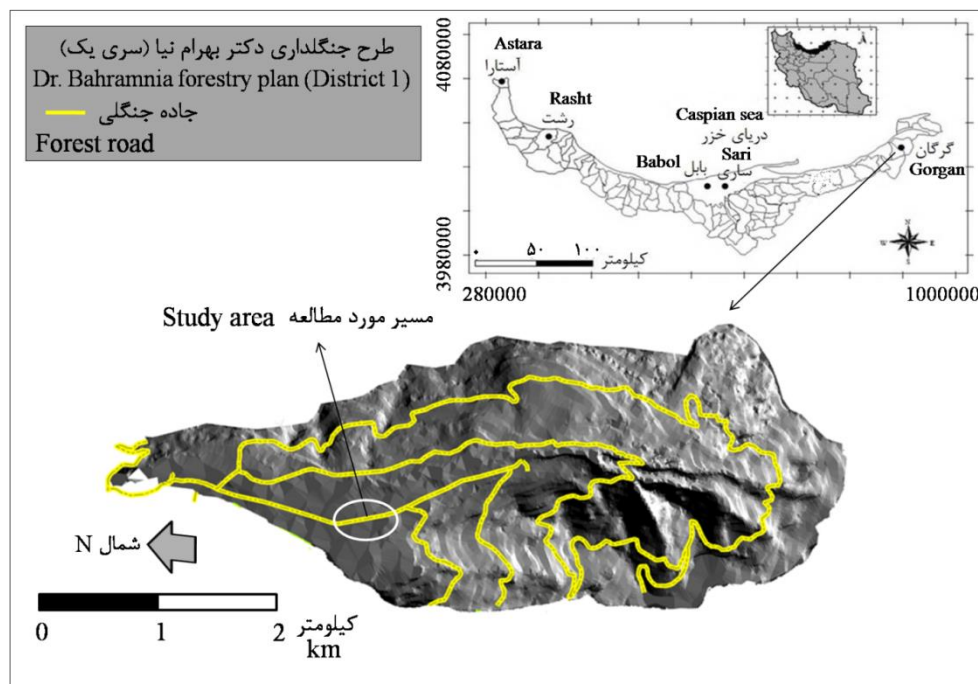 طرح جنگلداری دکتر بهرام نیا (سری یک)
Dr. Bahramnia forestry plan (District 1)
جاده جنگلی
Forest road
4080000
3980000
Astara
آستارا
Rasht
رشت
Caspian sea
دریای خزر
Babol
بابل
Sari
ساری
گرگان
Gorgan
N
W
E
S
۰ ۵۰ ۱۰۰ کیلومتر
280000
1000000
Study area مسیر مورد مطالعه
شمال N
0 1 2 کیلومتر
km